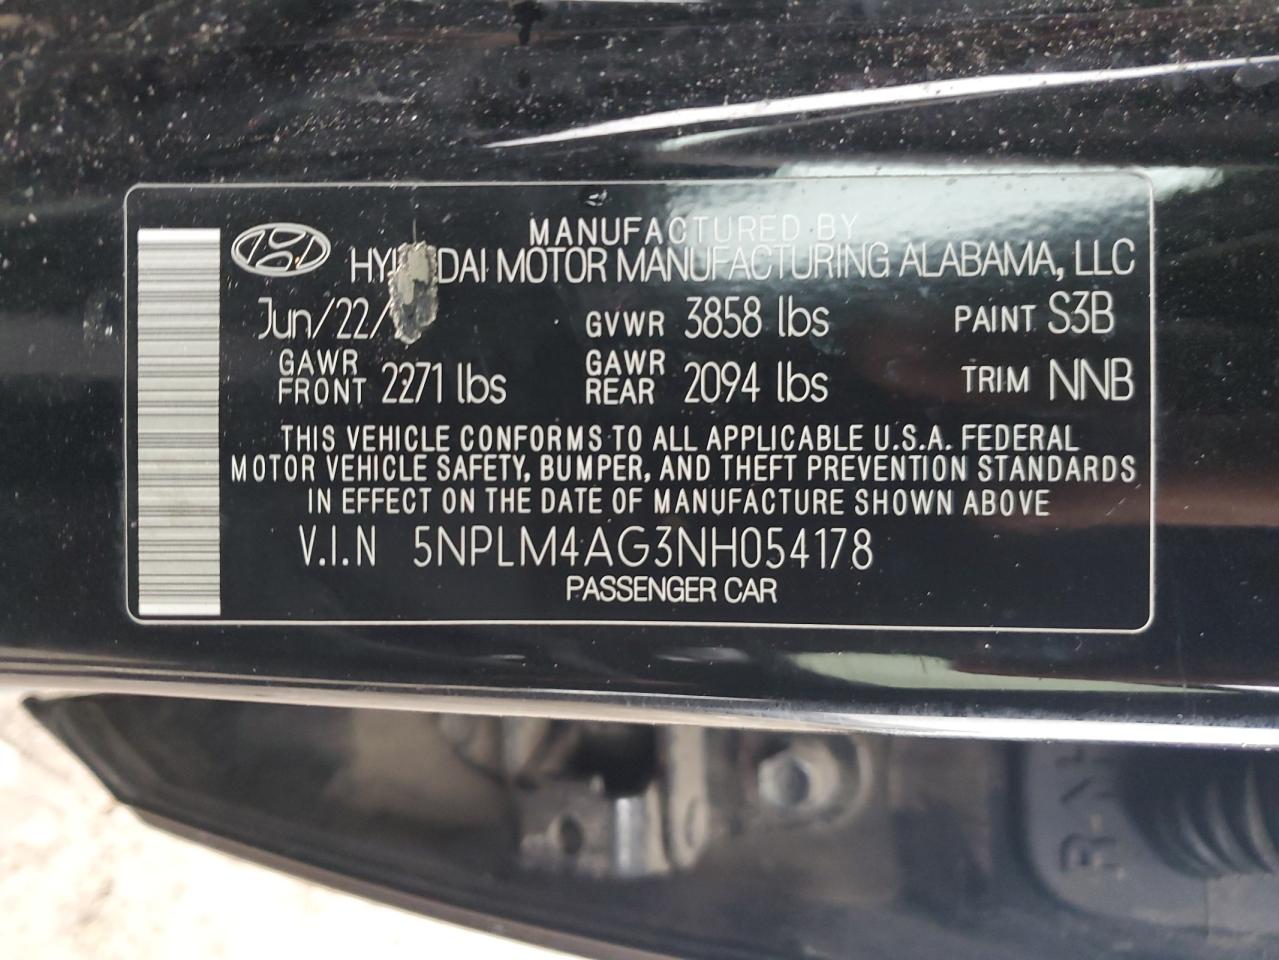 MANUFACTURED BY
MOTOR MANUFACTURING ALABAMA, LLC
Jun/22/ GVWR 3858 lbs PAINT S3B
GAWR FRONT 2271 lbs GAWR REAR 2094 lbs TRIM NNB
THIS VEHICLE CONFORMS TO ALL APPLICABLE U.S.A. FEDERAL
MOTOR VEHICLE SAFETY, BUMPER, AND THEFT PREVENTION STANDARDS
IN EFFECT ON THE DATE OF MANUFACTURE SHOWN ABOVE
V.I.N 5NPLM4AG3NH054178
PASSENGER CAR